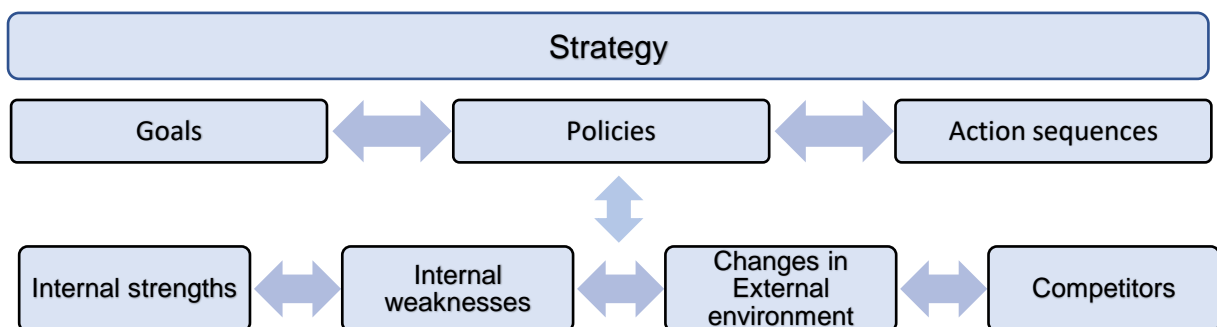 Strategy
Goals
Policies
Action sequences
Internal strengths
Internal
weaknesses
Changes in
External
environment
Competitors